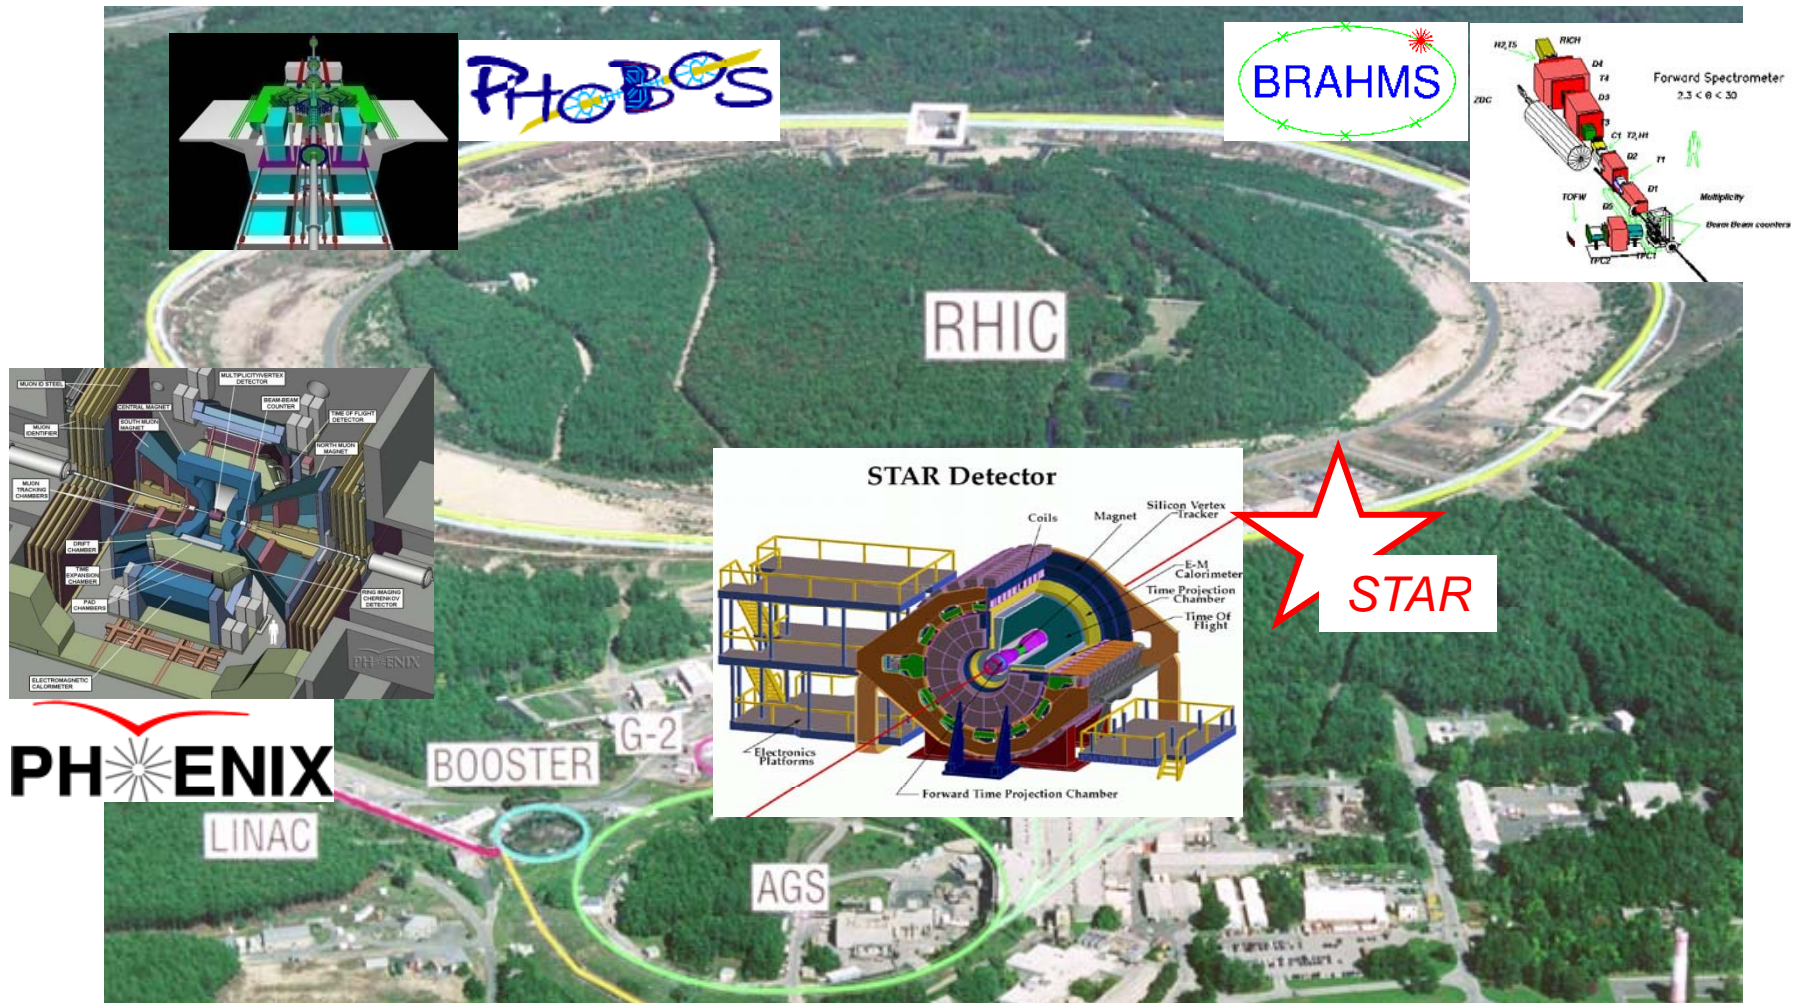 PHOBOS
BRAHMS
H2,T5
RICH
D4
T4
D3
ZDC
T3
C1
T2,H1
D2
T1
D1
TOFW
D5
Multiplicity
Beam Beam counters
TPC2
TPC1
Forward Spectrometer
2.3 < θ < 30
RHIC
MUON ID STEEL
MULTIPLICITY/VERTEX
DETECTOR
CENTRAL MAGNET
BEAM-BEAM
COUNTER
TIME OF FLIGHT
DETECTOR
MUON
IDENTIFIER
SOUTH MUON
MAGNET
NORTH MUON
MAGNET
MUON
TRACKING
CHAMBERS
DRIFT
CHAMBER
TIME
EXPANSION
CHAMBER
PAD
CHAMBERS
RING IMAGING
CHERENKOV
DETECTOR
PHENIX
ELECTROMAGNETIC
CALORIMETER
PHENIX
STAR Detector
Coils
Magnet
Silicon Vertex
Tracker
E-M
Calorimeter
Time Projection
Chamber
Time Of
Flight
Electronics
Platforms
Forward Time Projection Chamber
STAR
G-2
BOOSTER
LINAC
AGS